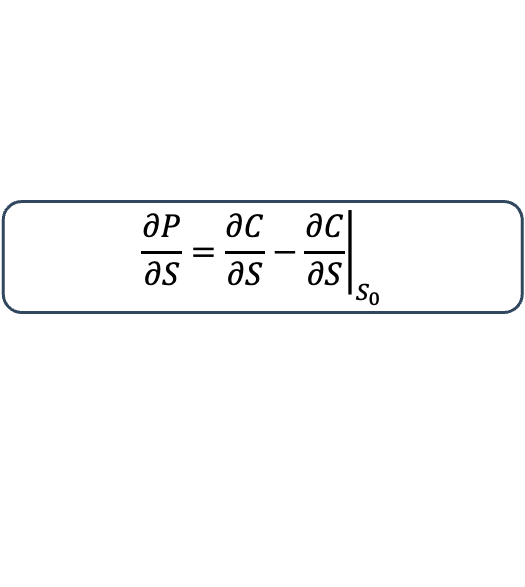 ∂P/∂S = ∂C/∂S − ∂C/∂S|S₀